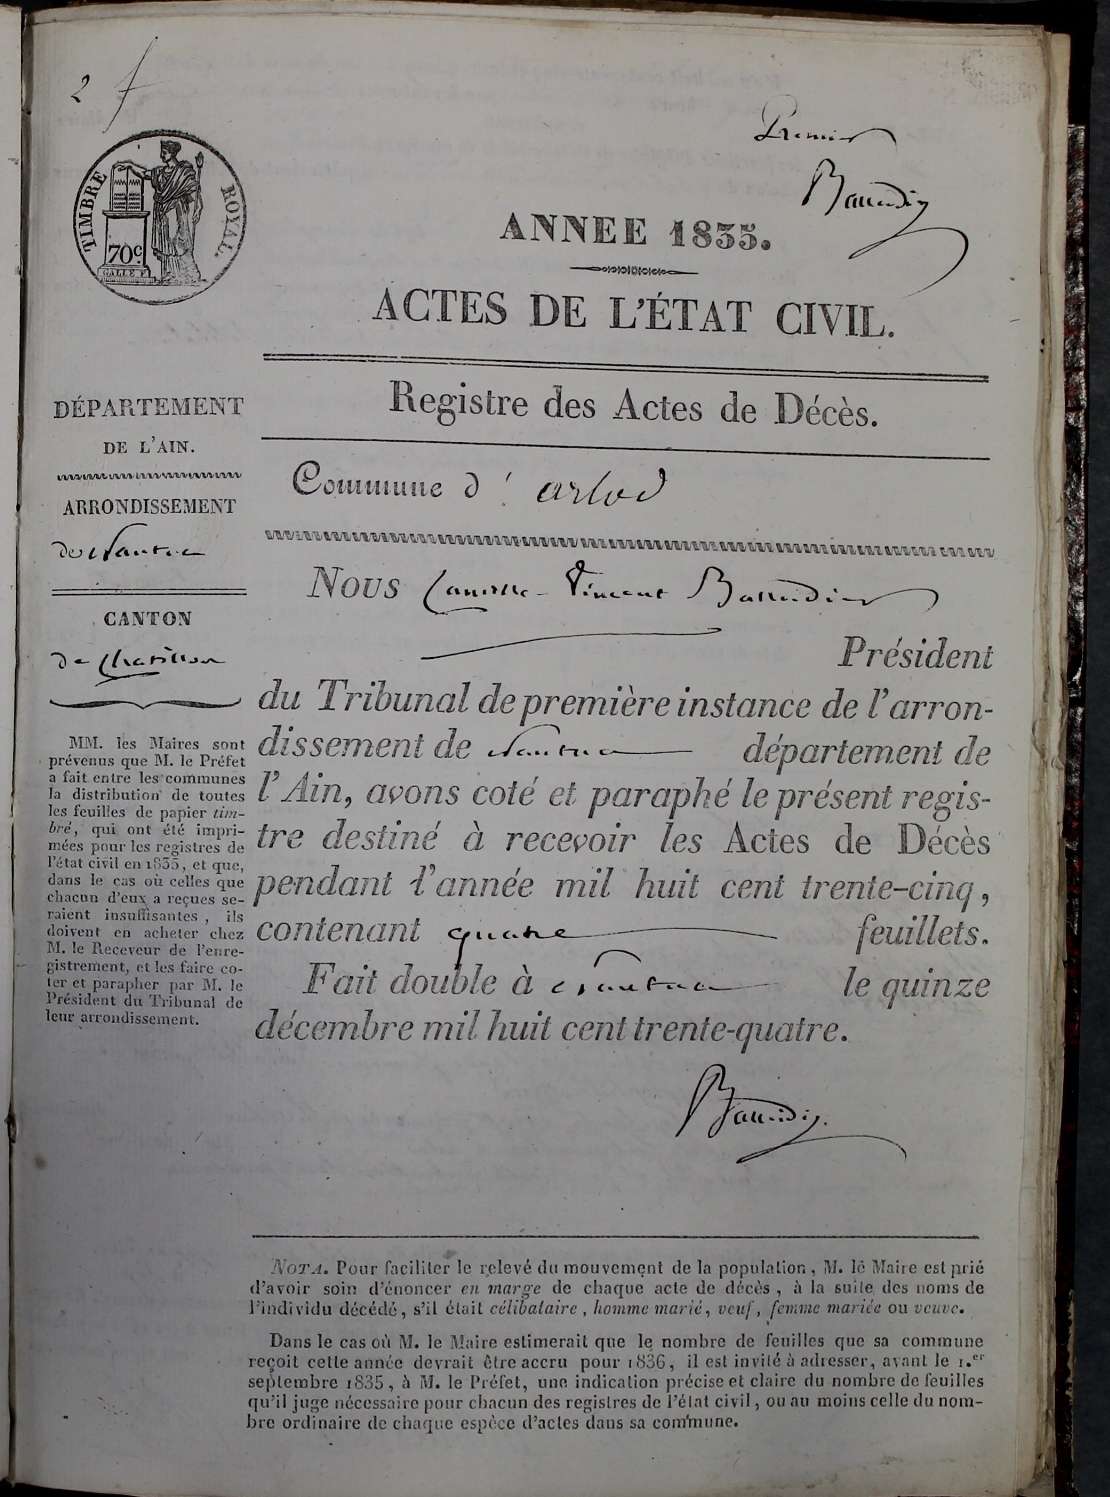 2
TIMBRE ROYAL.
70c.
GALLE F.
Premier
Baudin
ANNEE 1835.
ACTES DE L'ÉTAT CIVIL.
Registre des Actes de Décès.
Commune d' arlod
DÉPARTEMENT
DE L'AIN.
ARRONDISSEMENT
de Nantua
CANTON
de Chatillon
MM. les Maires sont
prévenus que M. le Préfet
a fait entre les communes
la distribution de toutes
les feuilles de papier tim-
bré, qui ont été impri-
mées pour les registres de
l'état civil en 1835, et que,
dans le cas où celles que
chacun d'eux a reçues se-
raient insuffisantes, ils
doivent en acheter chez
M. le Receveur de l'enre-
gistrement, et les faire co-
ter et parapher par M. le
Président du Tribunal de
leur arrondissement.
Nous Camille-Vincent
Président
du Tribunal de première instance de l'arron-
dissement de Nantua département de
l'Ain, avons coté et paraphé le présent regis-
tre destiné à recevoir les Actes de Décès
pendant l'année mil huit cent trente-cinq,
contenant quatre feuillets.
Fait double à Nantua le quinze
décembre mil huit cent trente-quatre.
NOTA. Pour faciliter le relevé du mouvement de la population, M. le Maire est prié
d'avoir soin d'énoncer en marge de chaque acte de décès, à la suite des noms de
l'individu décédé, s'il était célibataire, homme marié, veuf, femme mariée ou veuve.
Dans le cas où M. le Maire estimerait que le nombre de feuilles que sa commune
reçoit cette année devrait être accru pour 1836, il est invité à adresser, avant le 1.er
septembre 1835, à M. le Préfet, une indication précise et claire du nombre de feuilles
qu'il juge nécessaire pour chacun des registres de l'état civil, ou au moins celle du nom-
bre ordinaire de chaque espèce d'actes dans sa commune.